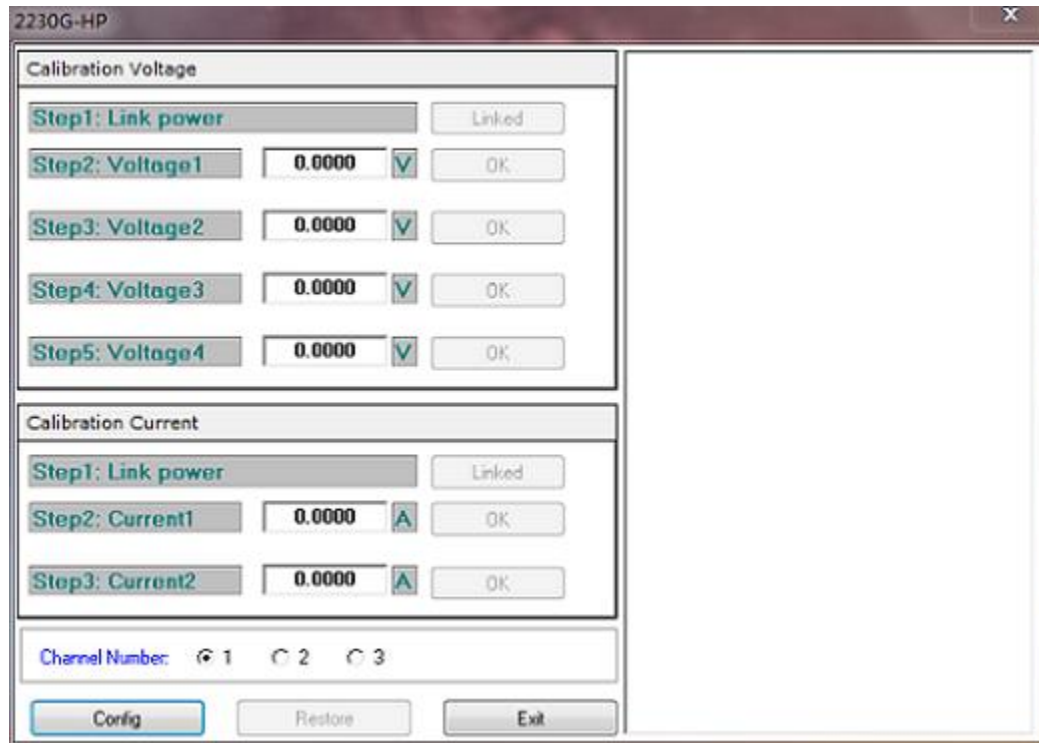 2230G-HP x
Calibration Voltage
Step1: Link power Linked
Step2: Voltage1 0.0000 V OK
Step3: Voltage2 0.0000 V OK
Step4: Voltage3 0.0000 V OK
Step5: Voltage4 0.0000 V OK
Calibration Current
Step1: Link power Linked
Step2: Current1 0.0000 A OK
Step3: Current2 0.0000 A OK
Channel Number: 1 2 3
Config Restore Exit